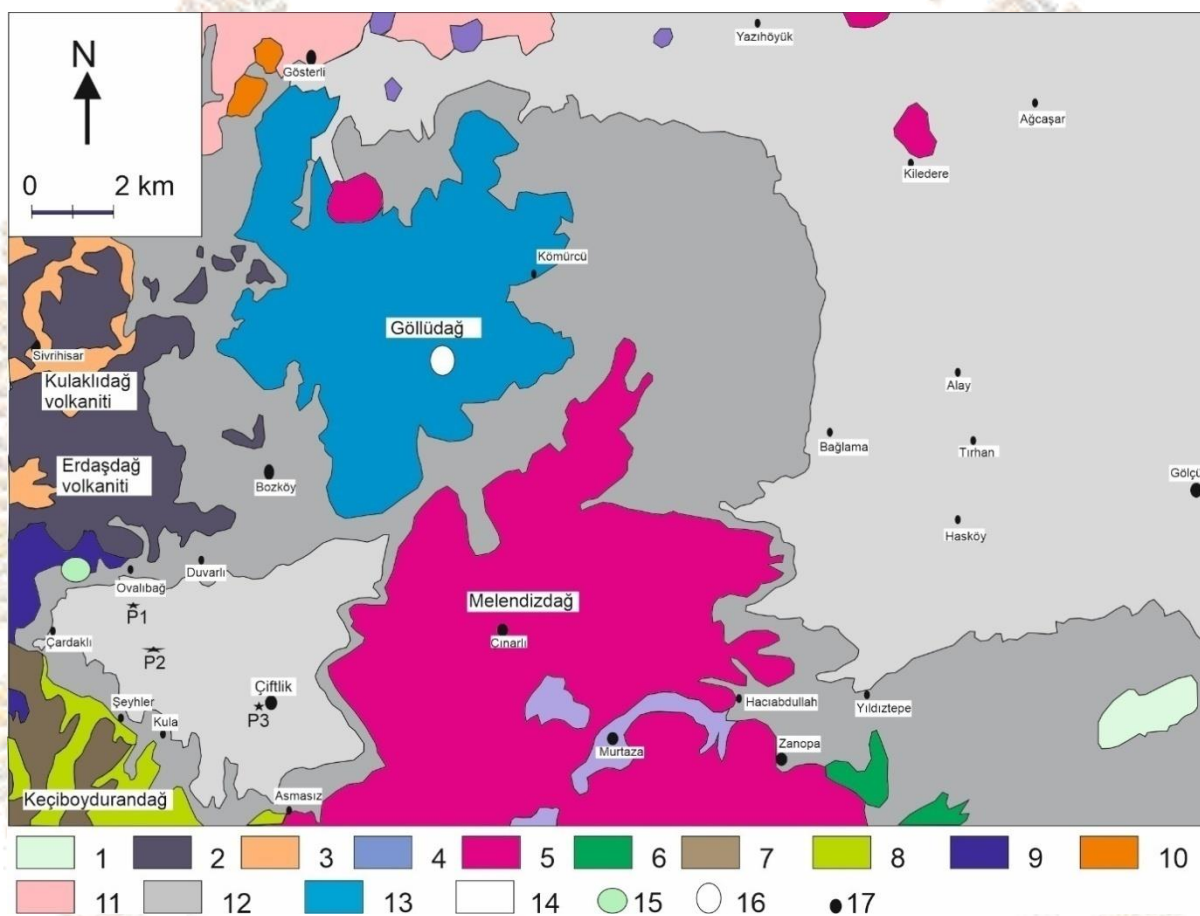 N
0 2 km
Gösterli
Yazıhöyük
Ağcaşar
Kiledere
Kömürcü
Göllüdağ
Sivrihisar
Kulaklıdağ
volkaniti
Alay
Bağlama
Tırhan
Erdaşdağ
volkaniti
Bozköy
Gölçü
Hasköy
Duvarlı
Ovalıbağ
P1
Melendizdağ
Çardaklı
Cınarlı
P2
Çiftlik
P3
Şeyhler
Kula
Hacıabdullah
Yıldıztepe
Murtaza
Zanopa
Keçiboydurandağ
Asmasız
1 2 3 4 5 6 7 8 9 10
11 12 13 14 15 16 17